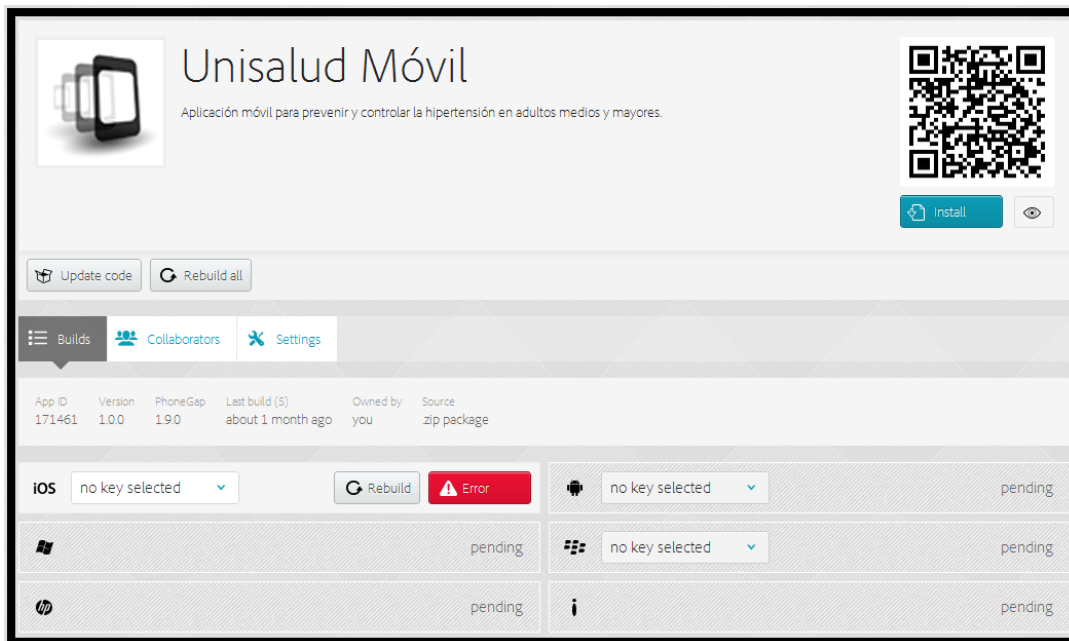 Unisalud Móvil
Aplicación móvil para prevenir y controlar la hipertensión en adultos medios y mayores.
Install
Update code
Rebuild all
Builds
Collaborators
Settings
App ID Version PhoneGap Last build (5) Owned by Source
171461 1.0.0 1.9.0 about 1 month ago you .zip package
iOS no key selected Rebuild Error
no key selected pending
pending
no key selected pending
hp pending
pending